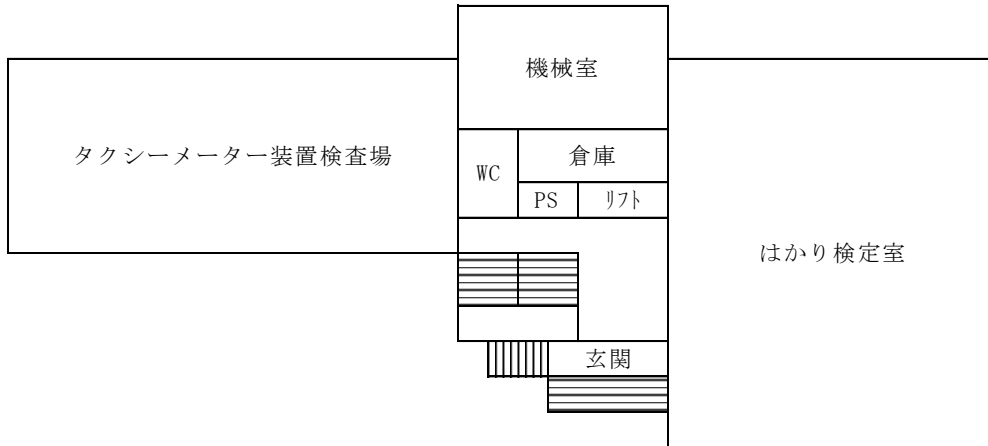 機械室
タクシーメーター装置検査場
WC
倉庫
PS
リフト
はかり検定室
玄関